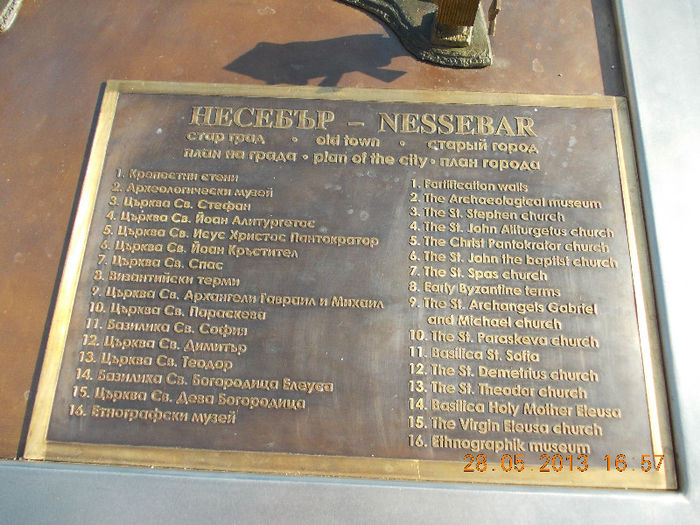 НЕСЕБЪР – NESSEBAR
стар град • old town • старый город
план на града • plan of the city • план города
1. Крепостни стени
2. Археологически музей
3. Църква Св. Стефан
4. Църква Св. Йоан Алитургетос
5. Църква Св. Исус Христос Пантократор
6. Църква Св. Йоан Кръстител
7. Църква Св. Спас
8. Византийски терми
9. Църква Св. Архангели Гавраил и Михаил
10. Църква Св. Параскева
11. Базилика Св. София
12. Църква Св. Димитър
13. Църква Св. Теодор
14. Базилика Св. Богородица Елеуса
15. Църква Св. Дева Богородица
16. Етнографски музей
1. Fortification walls
2. The Archaeological museum
3. The St. Stephen church
4. The St. John Aliturgetus church
5. The Christ Pantokrator church
6. The St. John the baptist church
7. The St. Spas church
8. Early Byzantine terms
9. The St. Archangels Gabriel
and Michael church
10. The St. Paraskeva church
11. Basilica St. Sofia
12. The St. Demetrius church
13. The St. Theodor church
14. Basilica Holy Mother Eleusa
15. The Virgin Eleusa church
16. Ethnographik museum
28.05.2013 16:57